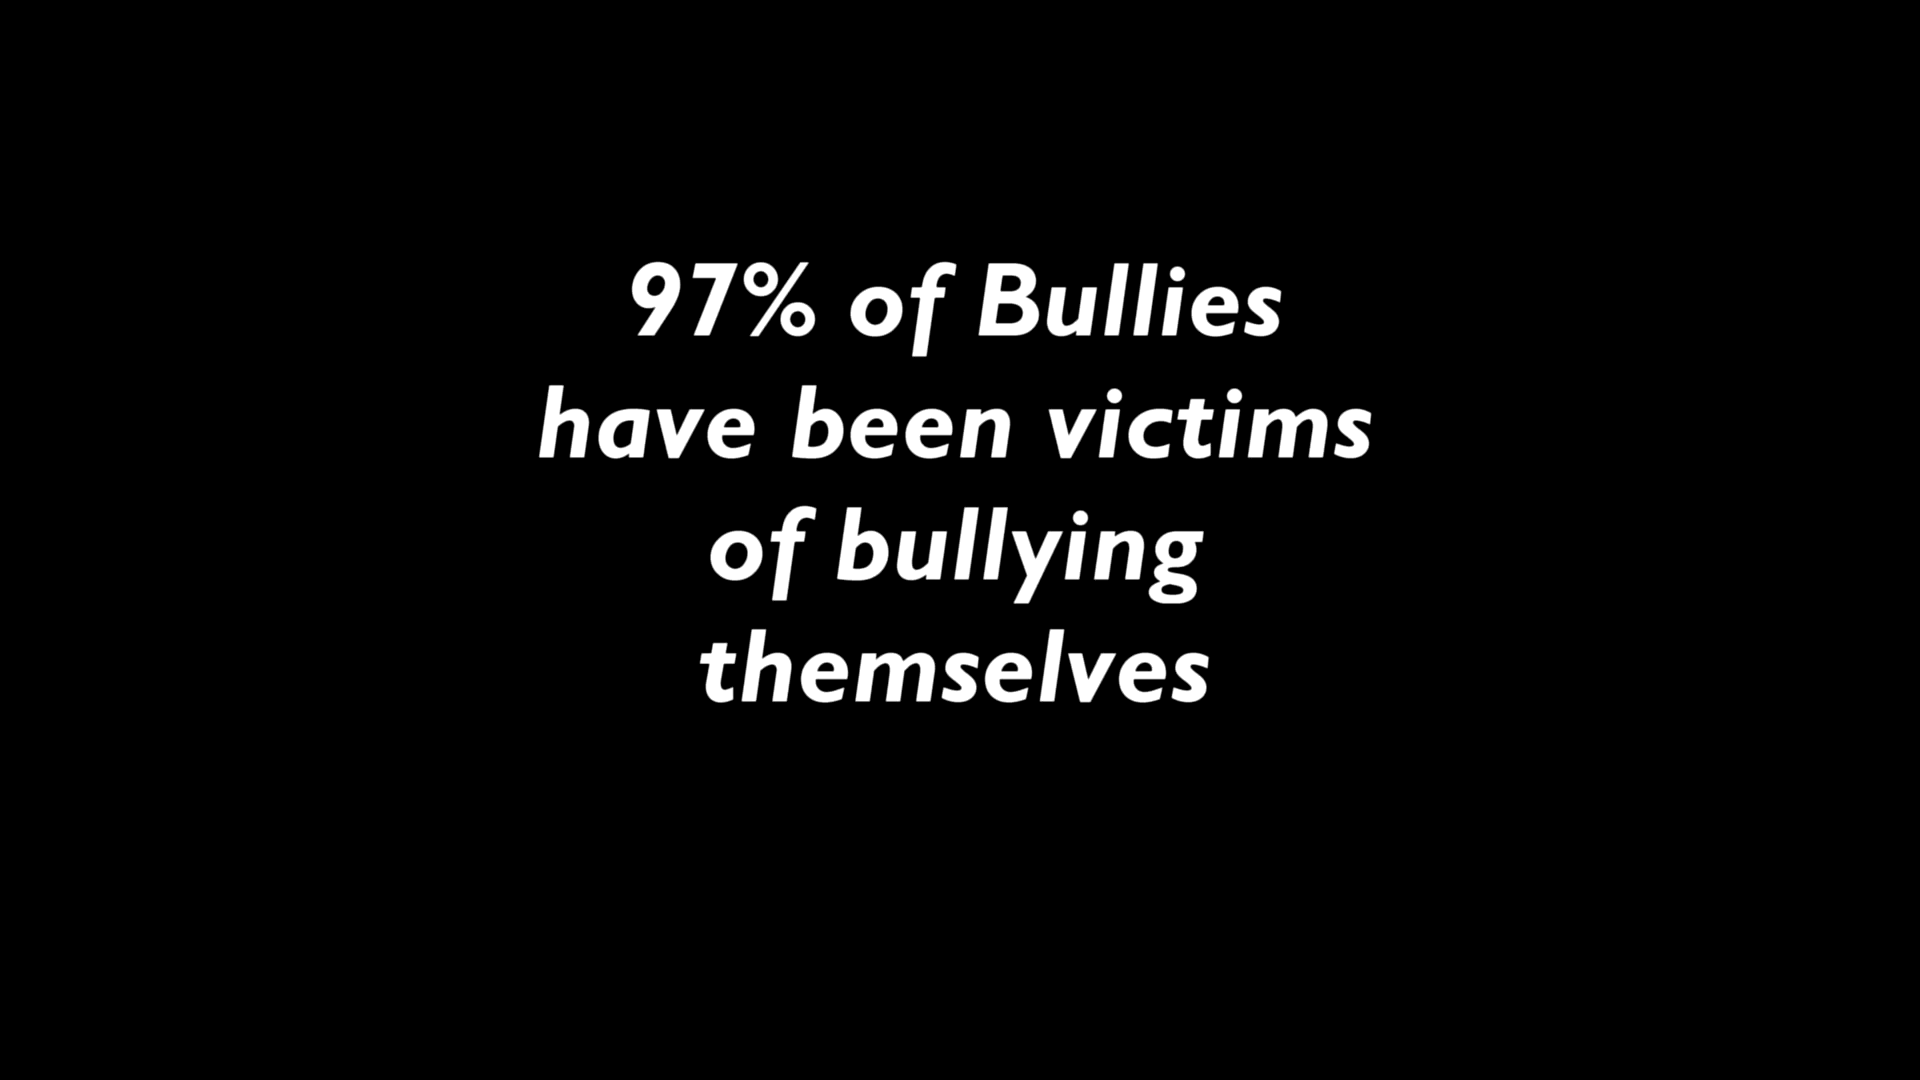 97% of Bullies
have been victims
of bullying
themselves